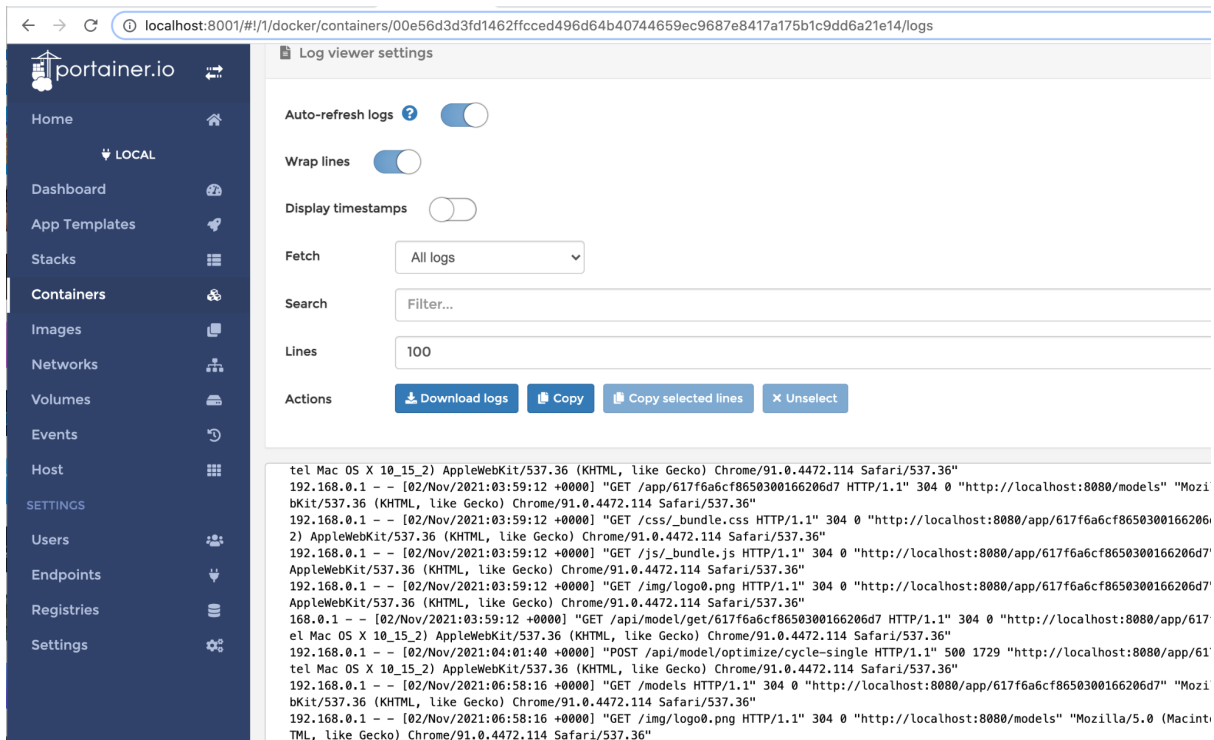 localhost:8001/#!/1/docker/containers/00e56d3d3fd1462ffcced496d64b40744659ec9687e8417a175b1c9dd6a21e14/logs
portainer.io
Home
LOCAL
Dashboard
App Templates
Stacks
Containers
Images
Networks
Volumes
Events
Host
SETTINGS
Users
Endpoints
Registries
Settings
Log viewer settings
Auto-refresh logs ?
Wrap lines
Display timestamps
Fetch All logs
Search Filter...
Lines 100
Actions Download logs Copy Copy selected lines Unselect
tel Mac OS X 10_15_2) AppleWebKit/537.36 (KHTML, like Gecko) Chrome/91.0.4472.114 Safari/537.36"
192.168.0.1 - - [02/Nov/2021:03:59:12 +0000] "GET /app/617f6a6cf8650300166206d7 HTTP/1.1" 304 0 "http://localhost:8080/models" "Mozil
bKit/537.36 (KHTML, like Gecko) Chrome/91.0.4472.114 Safari/537.36"
192.168.0.1 - - [02/Nov/2021:03:59:12 +0000] "GET /css/_bundle.css HTTP/1.1" 304 0 "http://localhost:8080/app/617f6a6cf8650300166206
2) AppleWebKit/537.36 (KHTML, like Gecko) Chrome/91.0.4472.114 Safari/537.36"
192.168.0.1 - - [02/Nov/2021:03:59:12 +0000] "GET /js/_bundle.js HTTP/1.1" 304 0 "http://localhost:8080/app/617f6a6cf8650300166206d7"
AppleWebKit/537.36 (KHTML, like Gecko) Chrome/91.0.4472.114 Safari/537.36"
192.168.0.1 - - [02/Nov/2021:03:59:12 +0000] "GET /img/logo0.png HTTP/1.1" 304 0 "http://localhost:8080/app/617f6a6cf8650300166206d7"
AppleWebKit/537.36 (KHTML, like Gecko) Chrome/91.0.4472.114 Safari/537.36"
168.0.1 - - [02/Nov/2021:03:59:12 +0000] "GET /api/model/get/617f6a6cf8650300166206d7 HTTP/1.1" 304 0 "http://localhost:8080/app/617f
el Mac OS X 10_15_2) AppleWebKit/537.36 (KHTML, like Gecko) Chrome/91.0.4472.114 Safari/537.36"
192.168.0.1 - - [02/Nov/2021:04:01:40 +0000] "POST /api/model/optimize/cycle-single HTTP/1.1" 500 1729 "http://localhost:8080/app/617
tel Mac OS X 10_15_2) AppleWebKit/537.36 (KHTML, like Gecko) Chrome/91.0.4472.114 Safari/537.36"
192.168.0.1 - - [02/Nov/2021:06:58:16 +0000] "GET /models HTTP/1.1" 304 0 "http://localhost:8080/app/617f6a6cf8650300166206d7" "Mozil
bKit/537.36 (KHTML, like Gecko) Chrome/91.0.4472.114 Safari/537.36"
192.168.0.1 - - [02/Nov/2021:06:58:16 +0000] "GET /img/logo0.png HTTP/1.1" 304 0 "http://localhost:8080/models" "Mozilla/5.0 (Macinto
TML, like Gecko) Chrome/91.0.4472.114 Safari/537.36"